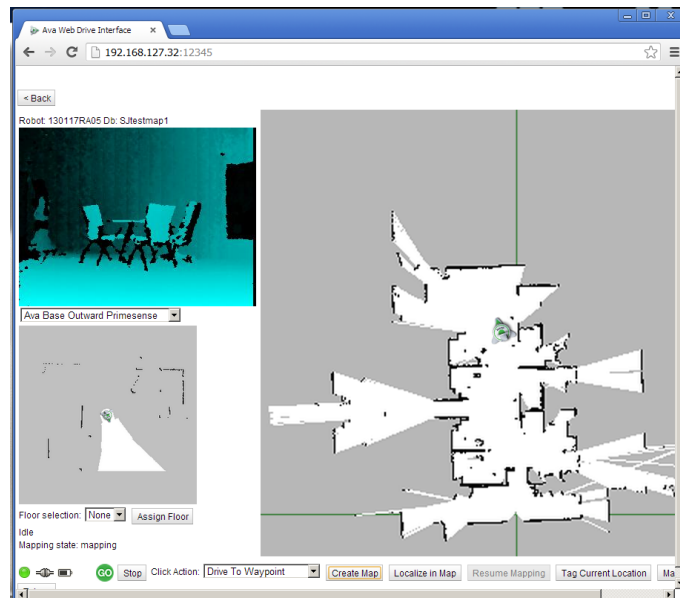 Ava Web Drive Interface
192.168.127.32:12345
< Back
Robot: 130117RA05 Db: SJtestmap1
Ava Base Outward Primesense
Floor selection: None Assign Floor
Idle
Mapping state: mapping
GO Stop Click Action: Drive To Waypoint Create Map Localize in Map Resume Mapping Tag Current Location Ma